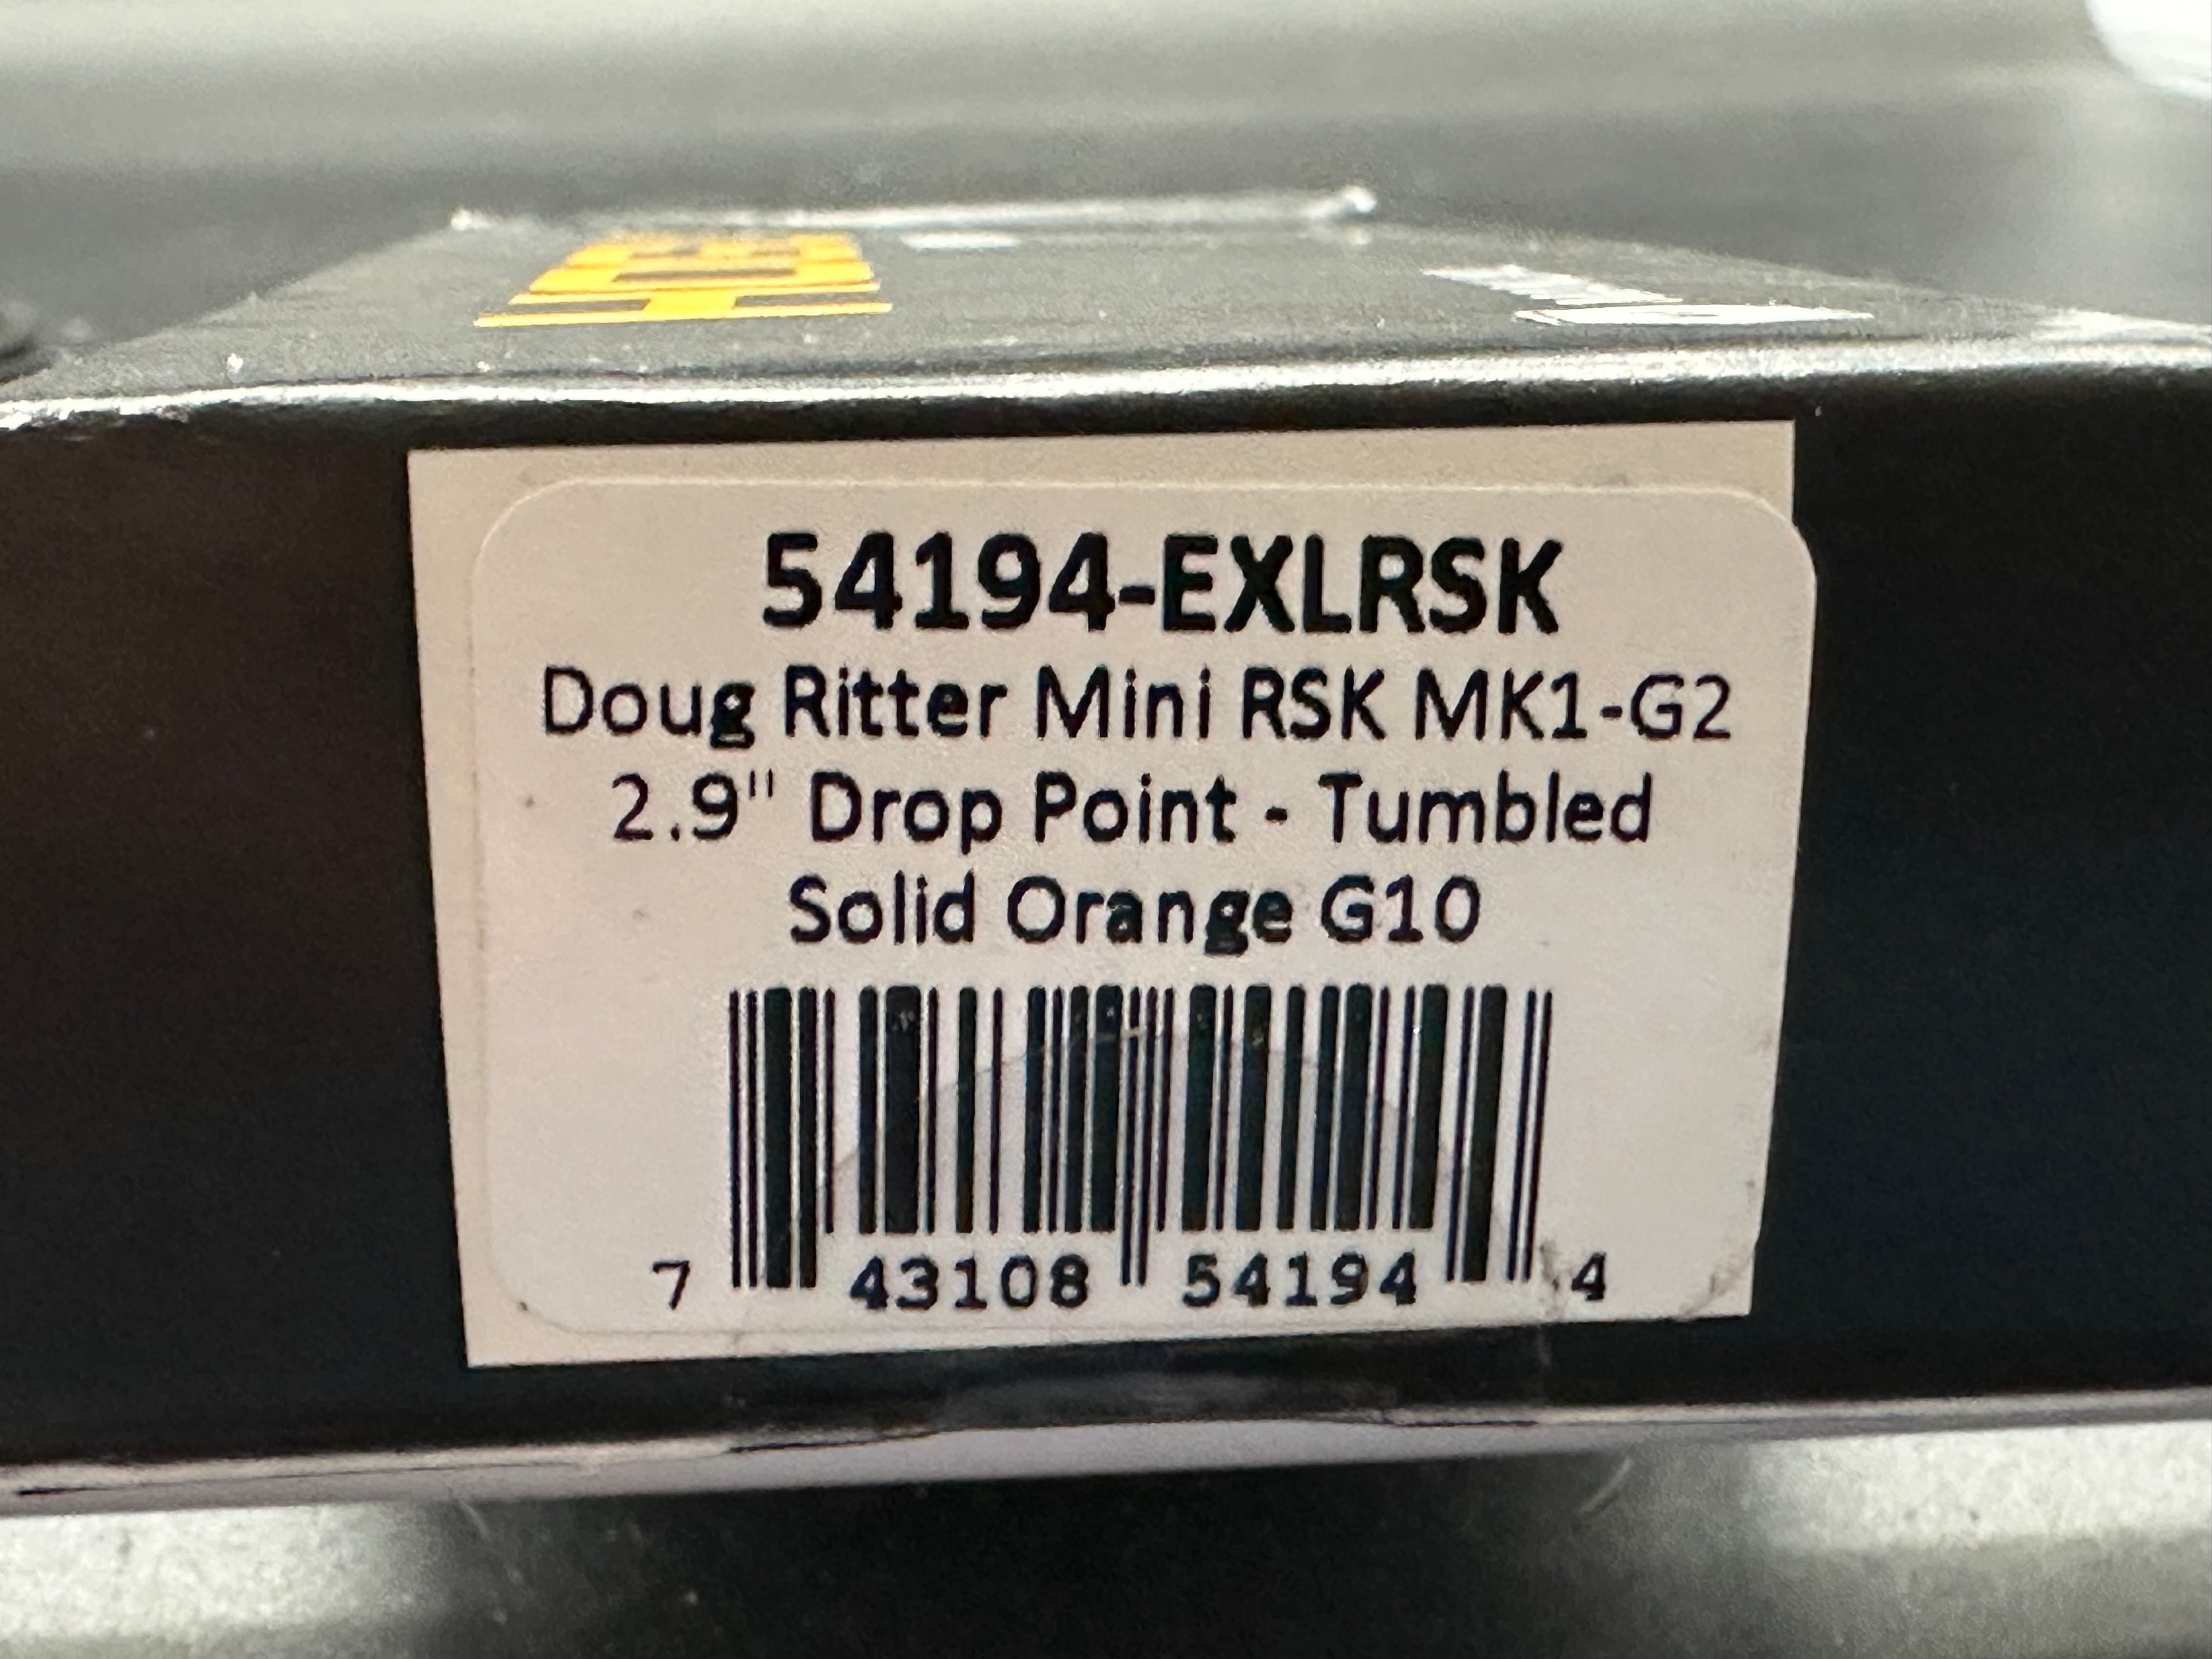 54194-EXLRSK
Doug Ritter Mini RSK MK1-G2
2.9" Drop Point - Tumbled
Solid Orange G10
7 43108 54194 4